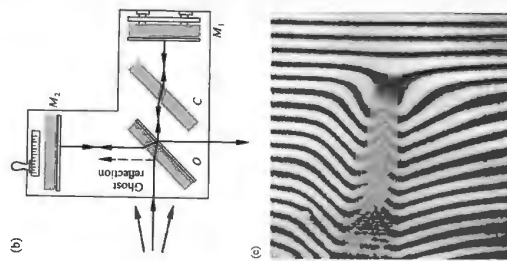 (b)
M₂
Ghost
reflection
O
C
M₁
(c)